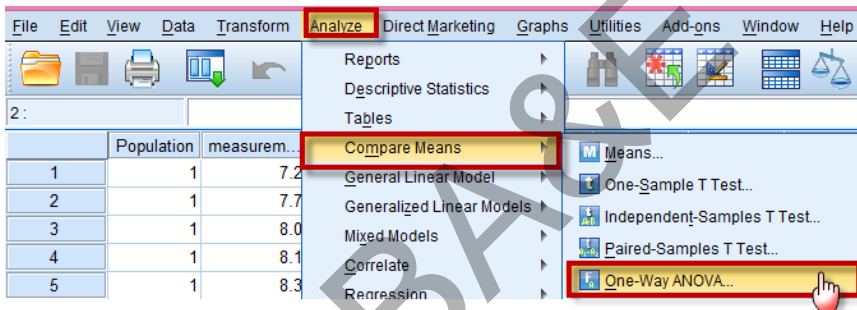 File Edit View Data Transform Analyze Direct Marketing Graphs Utilities Add-ons Window Help
Reports
Descriptive Statistics
2 :
Tables
Population measurem...
Compare Means
Means...
1 1 7.2
General Linear Model
One-Sample T Test...
2 1 7.7
Generalized Linear Models
Independent-Samples T Test...
3 1 8.0
Mixed Models
Paired-Samples T Test...
4 1 8.1
Correlate
One-Way ANOVA...
5 1 8.3
Regression
BA&E